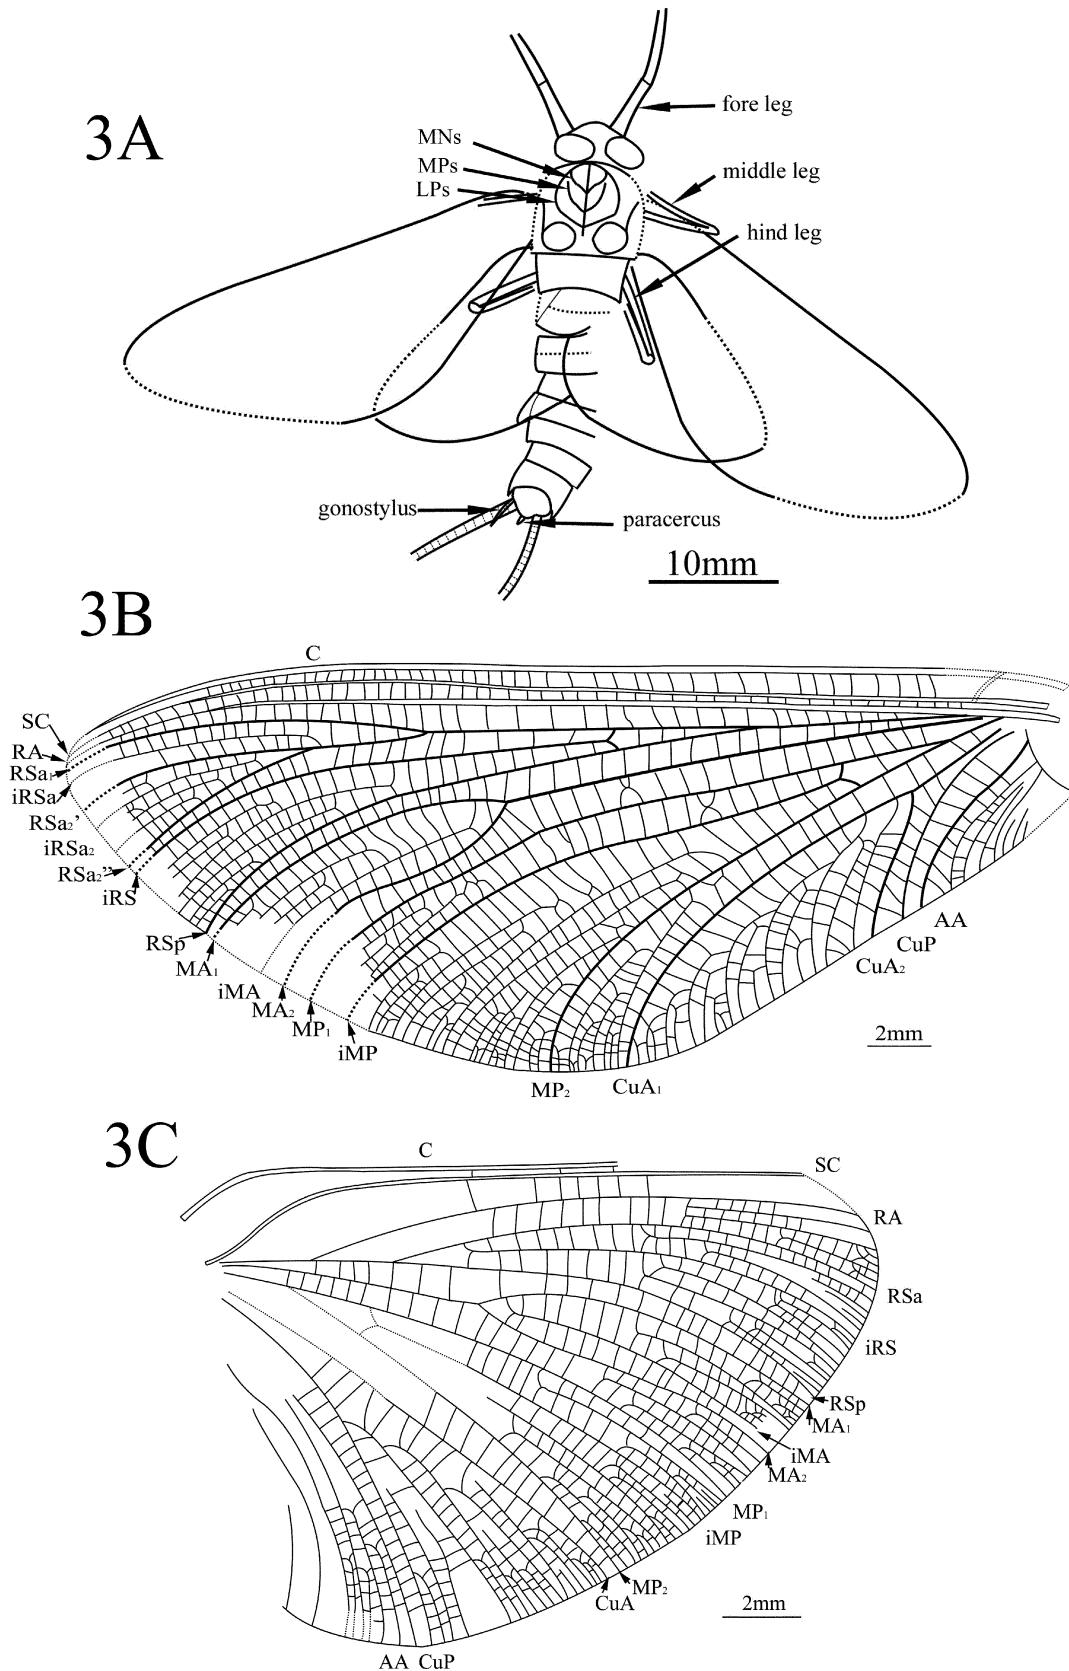 3A
fore leg
MNs
MPs
LPs
middle leg
hind leg
gonostylus
paracercus
10mm
3B
C
SC
RA
RSa1
iRSa
RSa2'
iRSa2
RSa2"
iRS
RSp
MA1
iMA
MA2
MP1
iMP
MP2
CuA1
CuA2
CuP
AA
2mm
3C
C
SC
RA
RSa
iRS
RSp
MA1
iMA
MA2
MP1
iMP
MP2
CuA
2mm
AA CuP